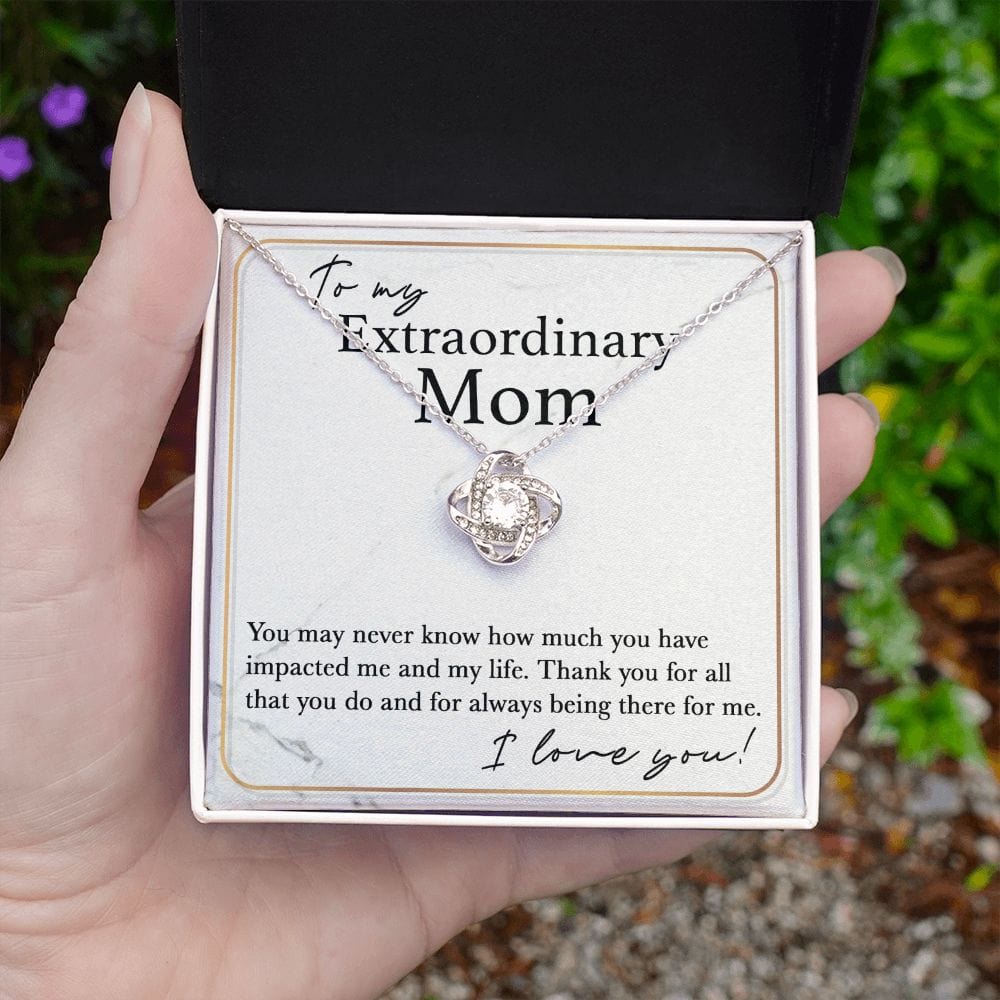 To my
Extraordinary
Mom
You may never know how much you have
impacted me and my life. Thank you for all
that you do and for always being there for me.
I love you!